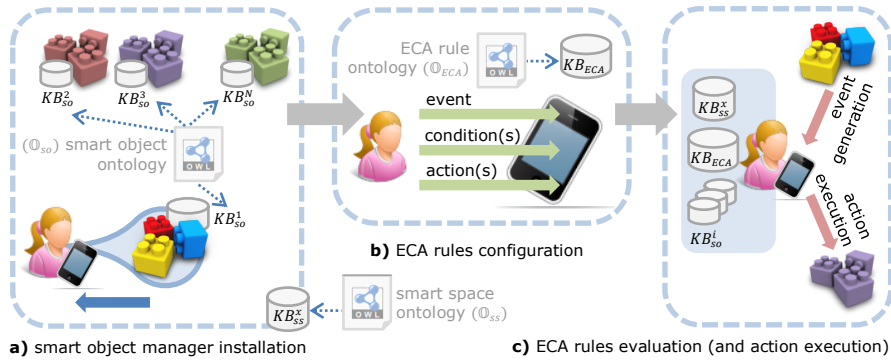 KB²so
KB³so
KBᴺso
(𝕆so) smart object
ontology
OWL
KB¹so
KBˣss
OWL
smart space
ontology (𝕆ss)
a) smart object manager installation
ECA rule
ontology (𝕆ECA)
OWL
KBECA
event
condition(s)
action(s)
b) ECA rules configuration
KBˣss
KBECA
KBⁱso
event
generation
action
execution
c) ECA rules evaluation (and action execution)